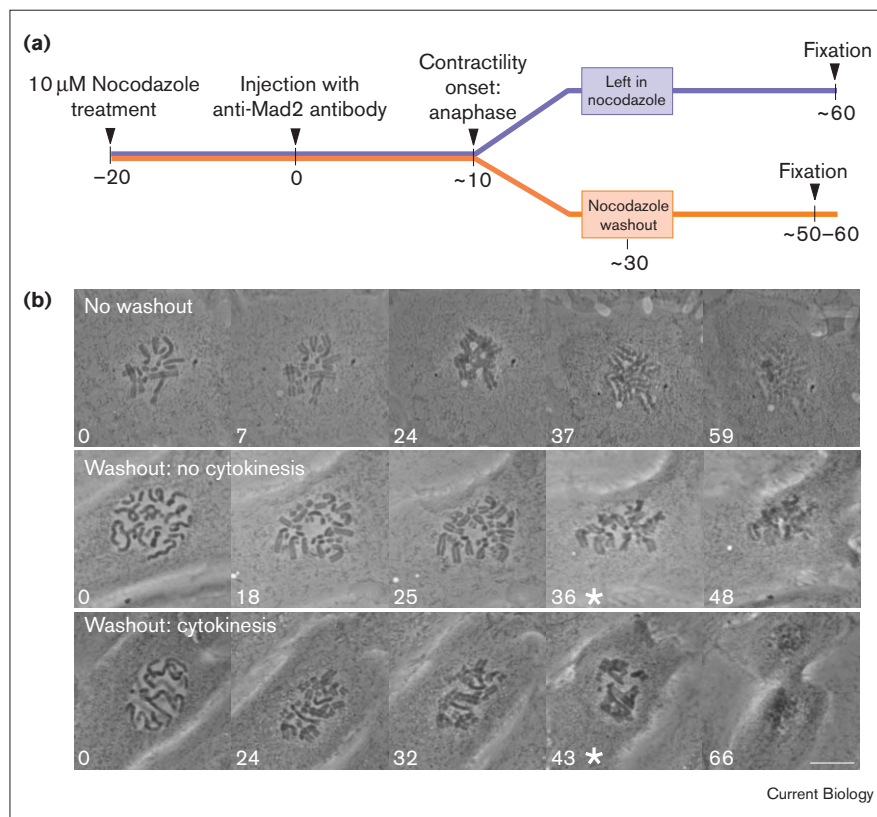 (a)
10 μM Nocodazole
treatment
Injection with
anti-Mad2 antibody
Contractility
onset:
anaphase
Left in
nocodazole
Fixation
~60
−20
0
~10
Nocodazole
washout
~30
Fixation
~50–60
(b)
No washout
0
7
24
37
59
Washout: no cytokinesis
0
18
25
36 *
48
Washout: cytokinesis
0
24
32
43 *
66
Current Biology